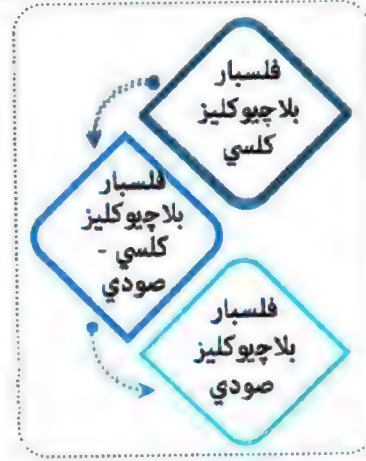 فلسبار
بلاچيوكليز
كلسي
فلسبار
بلاچيوكليز
كلسي -
صودي
فلسبار
بلاچيوكليز
صودي